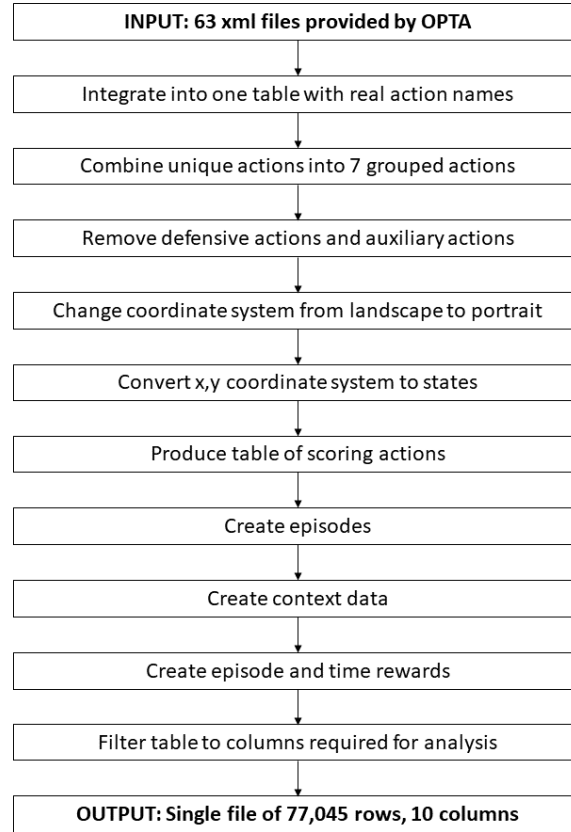 INPUT: 63 xml files provided by OPTA
Integrate into one table with real action names
Combine unique actions into 7 grouped actions
Remove defensive actions and auxiliary actions
Change coordinate system from landscape to portrait
Convert x,y coordinate system to states
Produce table of scoring actions
Create episodes
Create context data
Create episode and time rewards
Filter table to columns required for analysis
OUTPUT: Single file of 77,045 rows, 10 columns